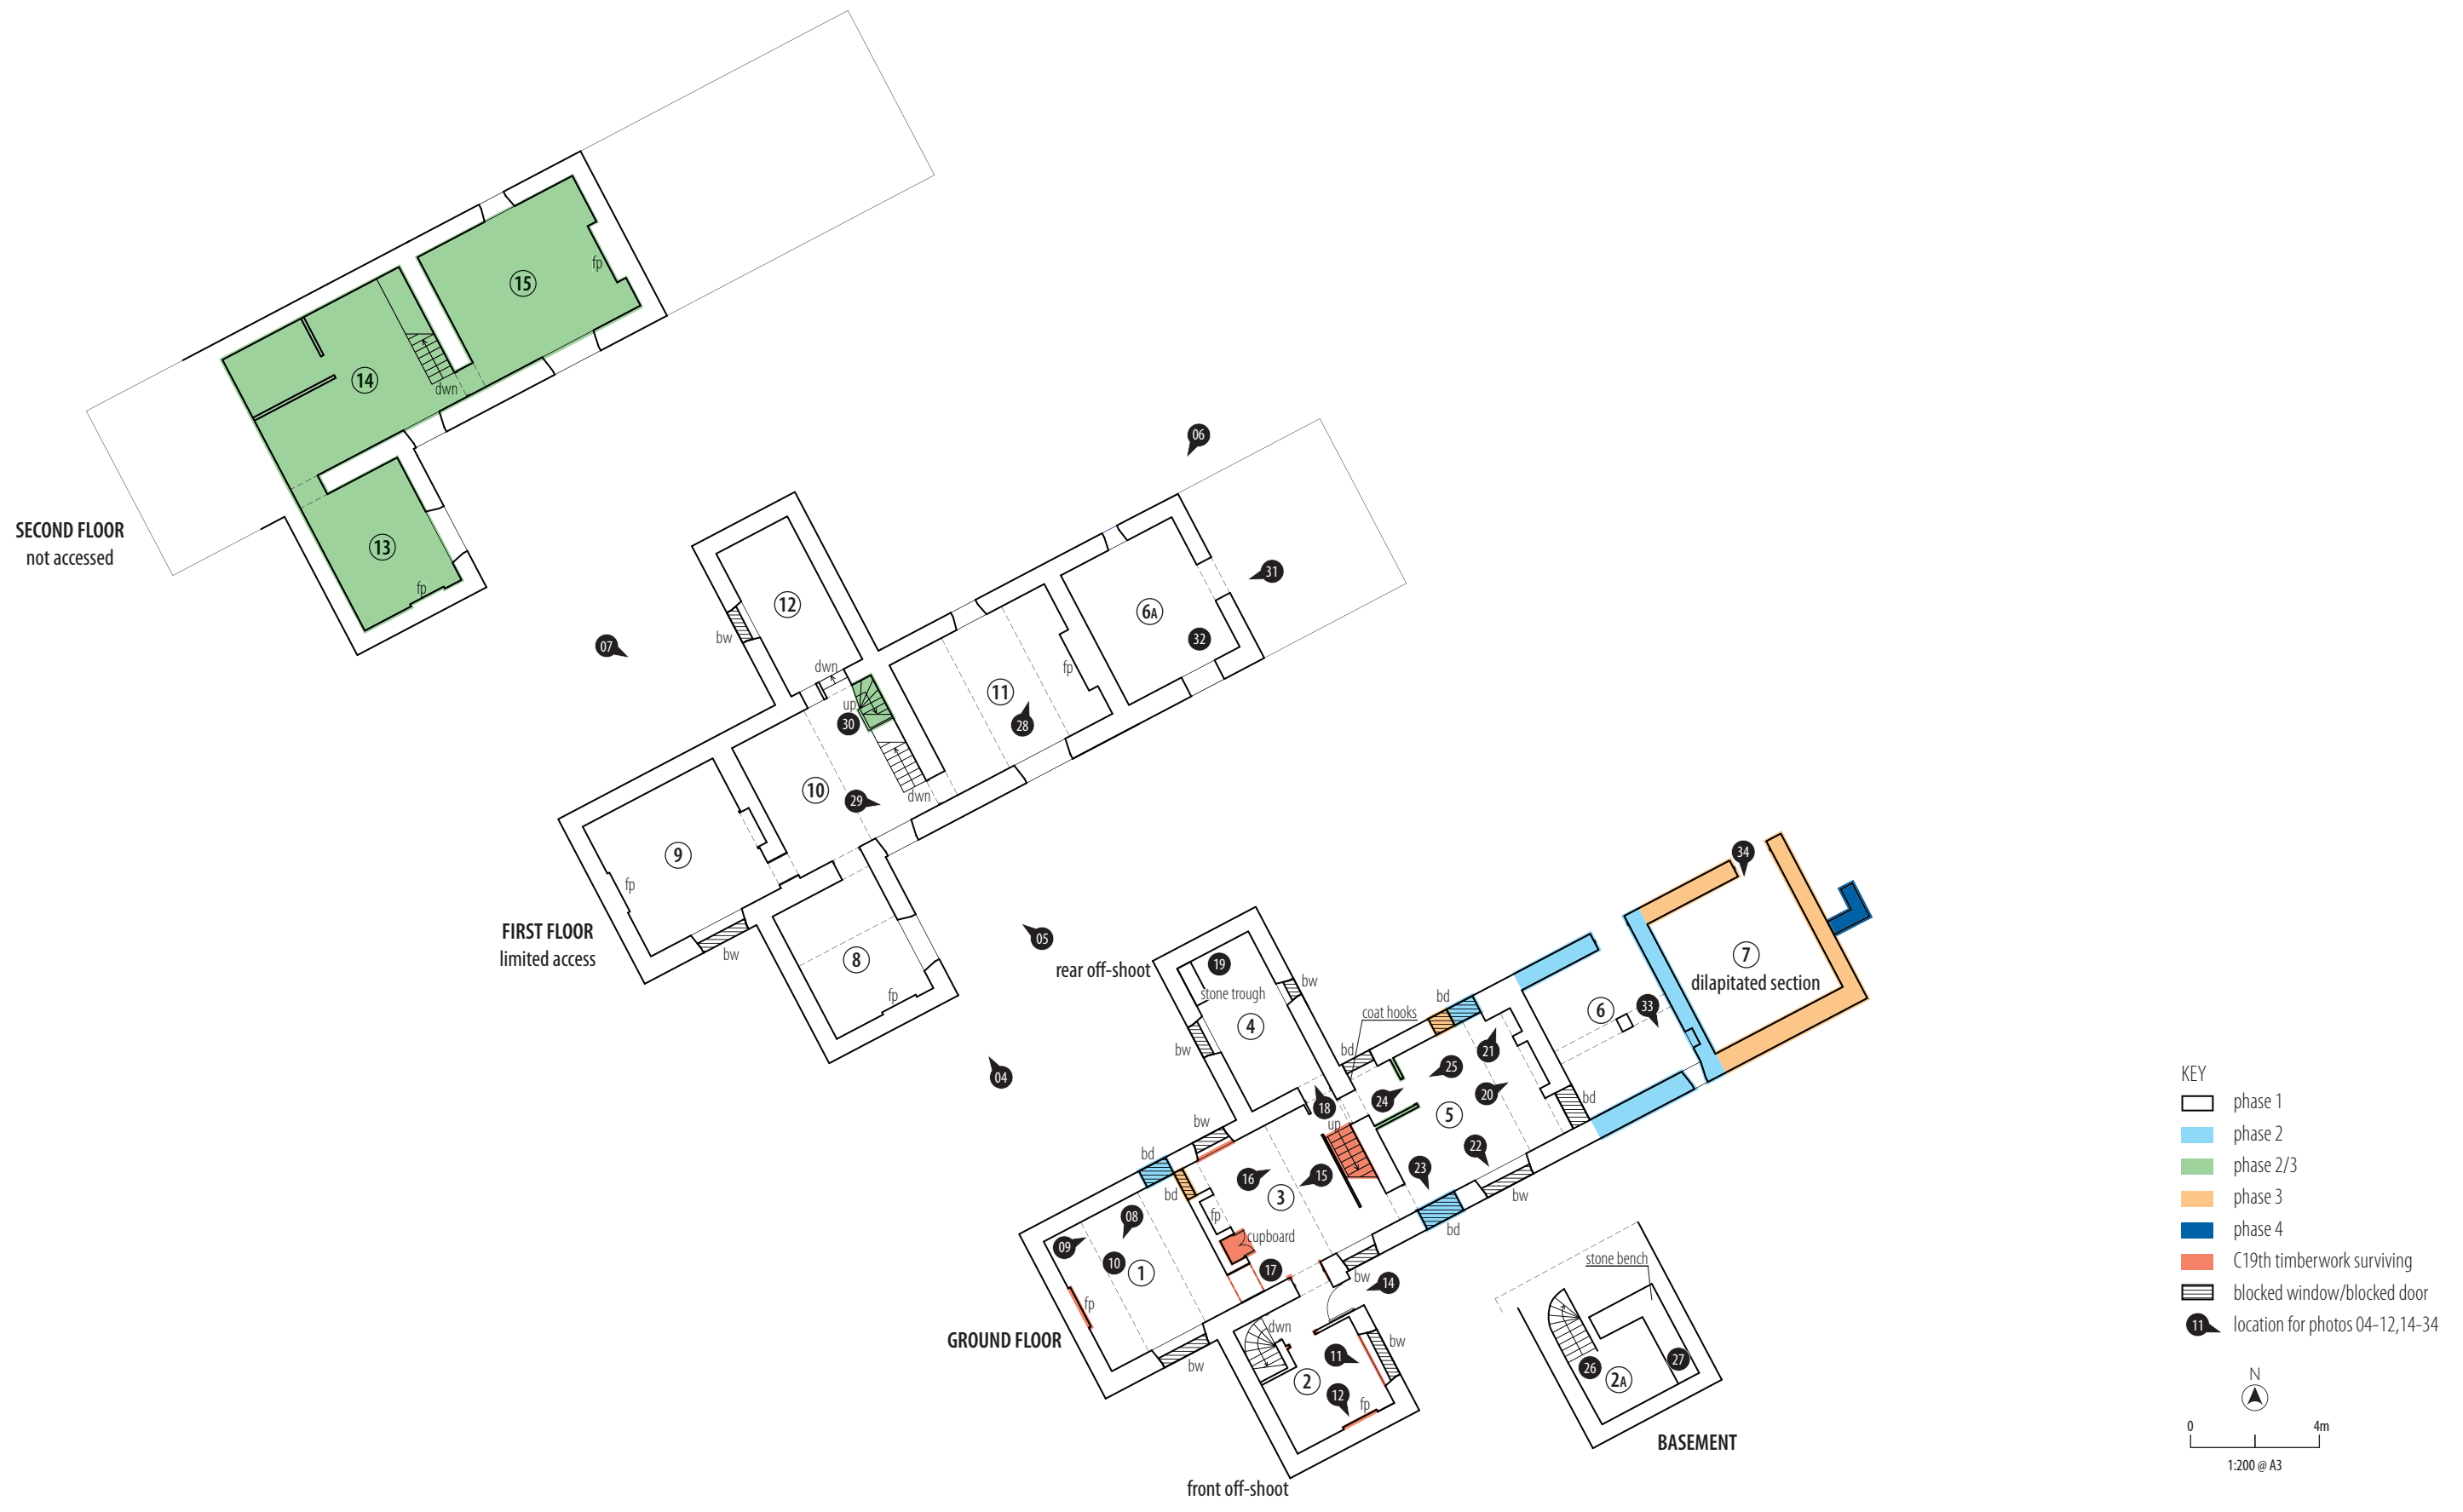 15
fp
14
dwn
13
fp
SECOND FLOOR
not accessed
06
07
12
bw
dwn
up
30
11
fp
28
6A
32
31
10
29
dwn
9
fp
bw
8
fp
FIRST FLOOR
limited access
05
04
rear off-shoot
19
stone trough
bw
4
bw
coat hooks
bd
bd
34
7
dilapitated section
6
33
21
25
20
24
5
bd
18
up
22
23
bw
bd
bw
bd
bd
16
15
3
fp
cupboard
08
09
10
1
17
fp
bw
14
bw
GROUND FLOOR
dwn
11
bw
2
12
fp
front off-shoot
stone bench
26
27
2A
BASEMENT
KEY
phase 1
phase 2
phase 2/3
phase 3
phase 4
C19th timberwork surviving
blocked window/blocked door
11 location for photos 04-12,14-34
N
0 4m
1:200 @ A3